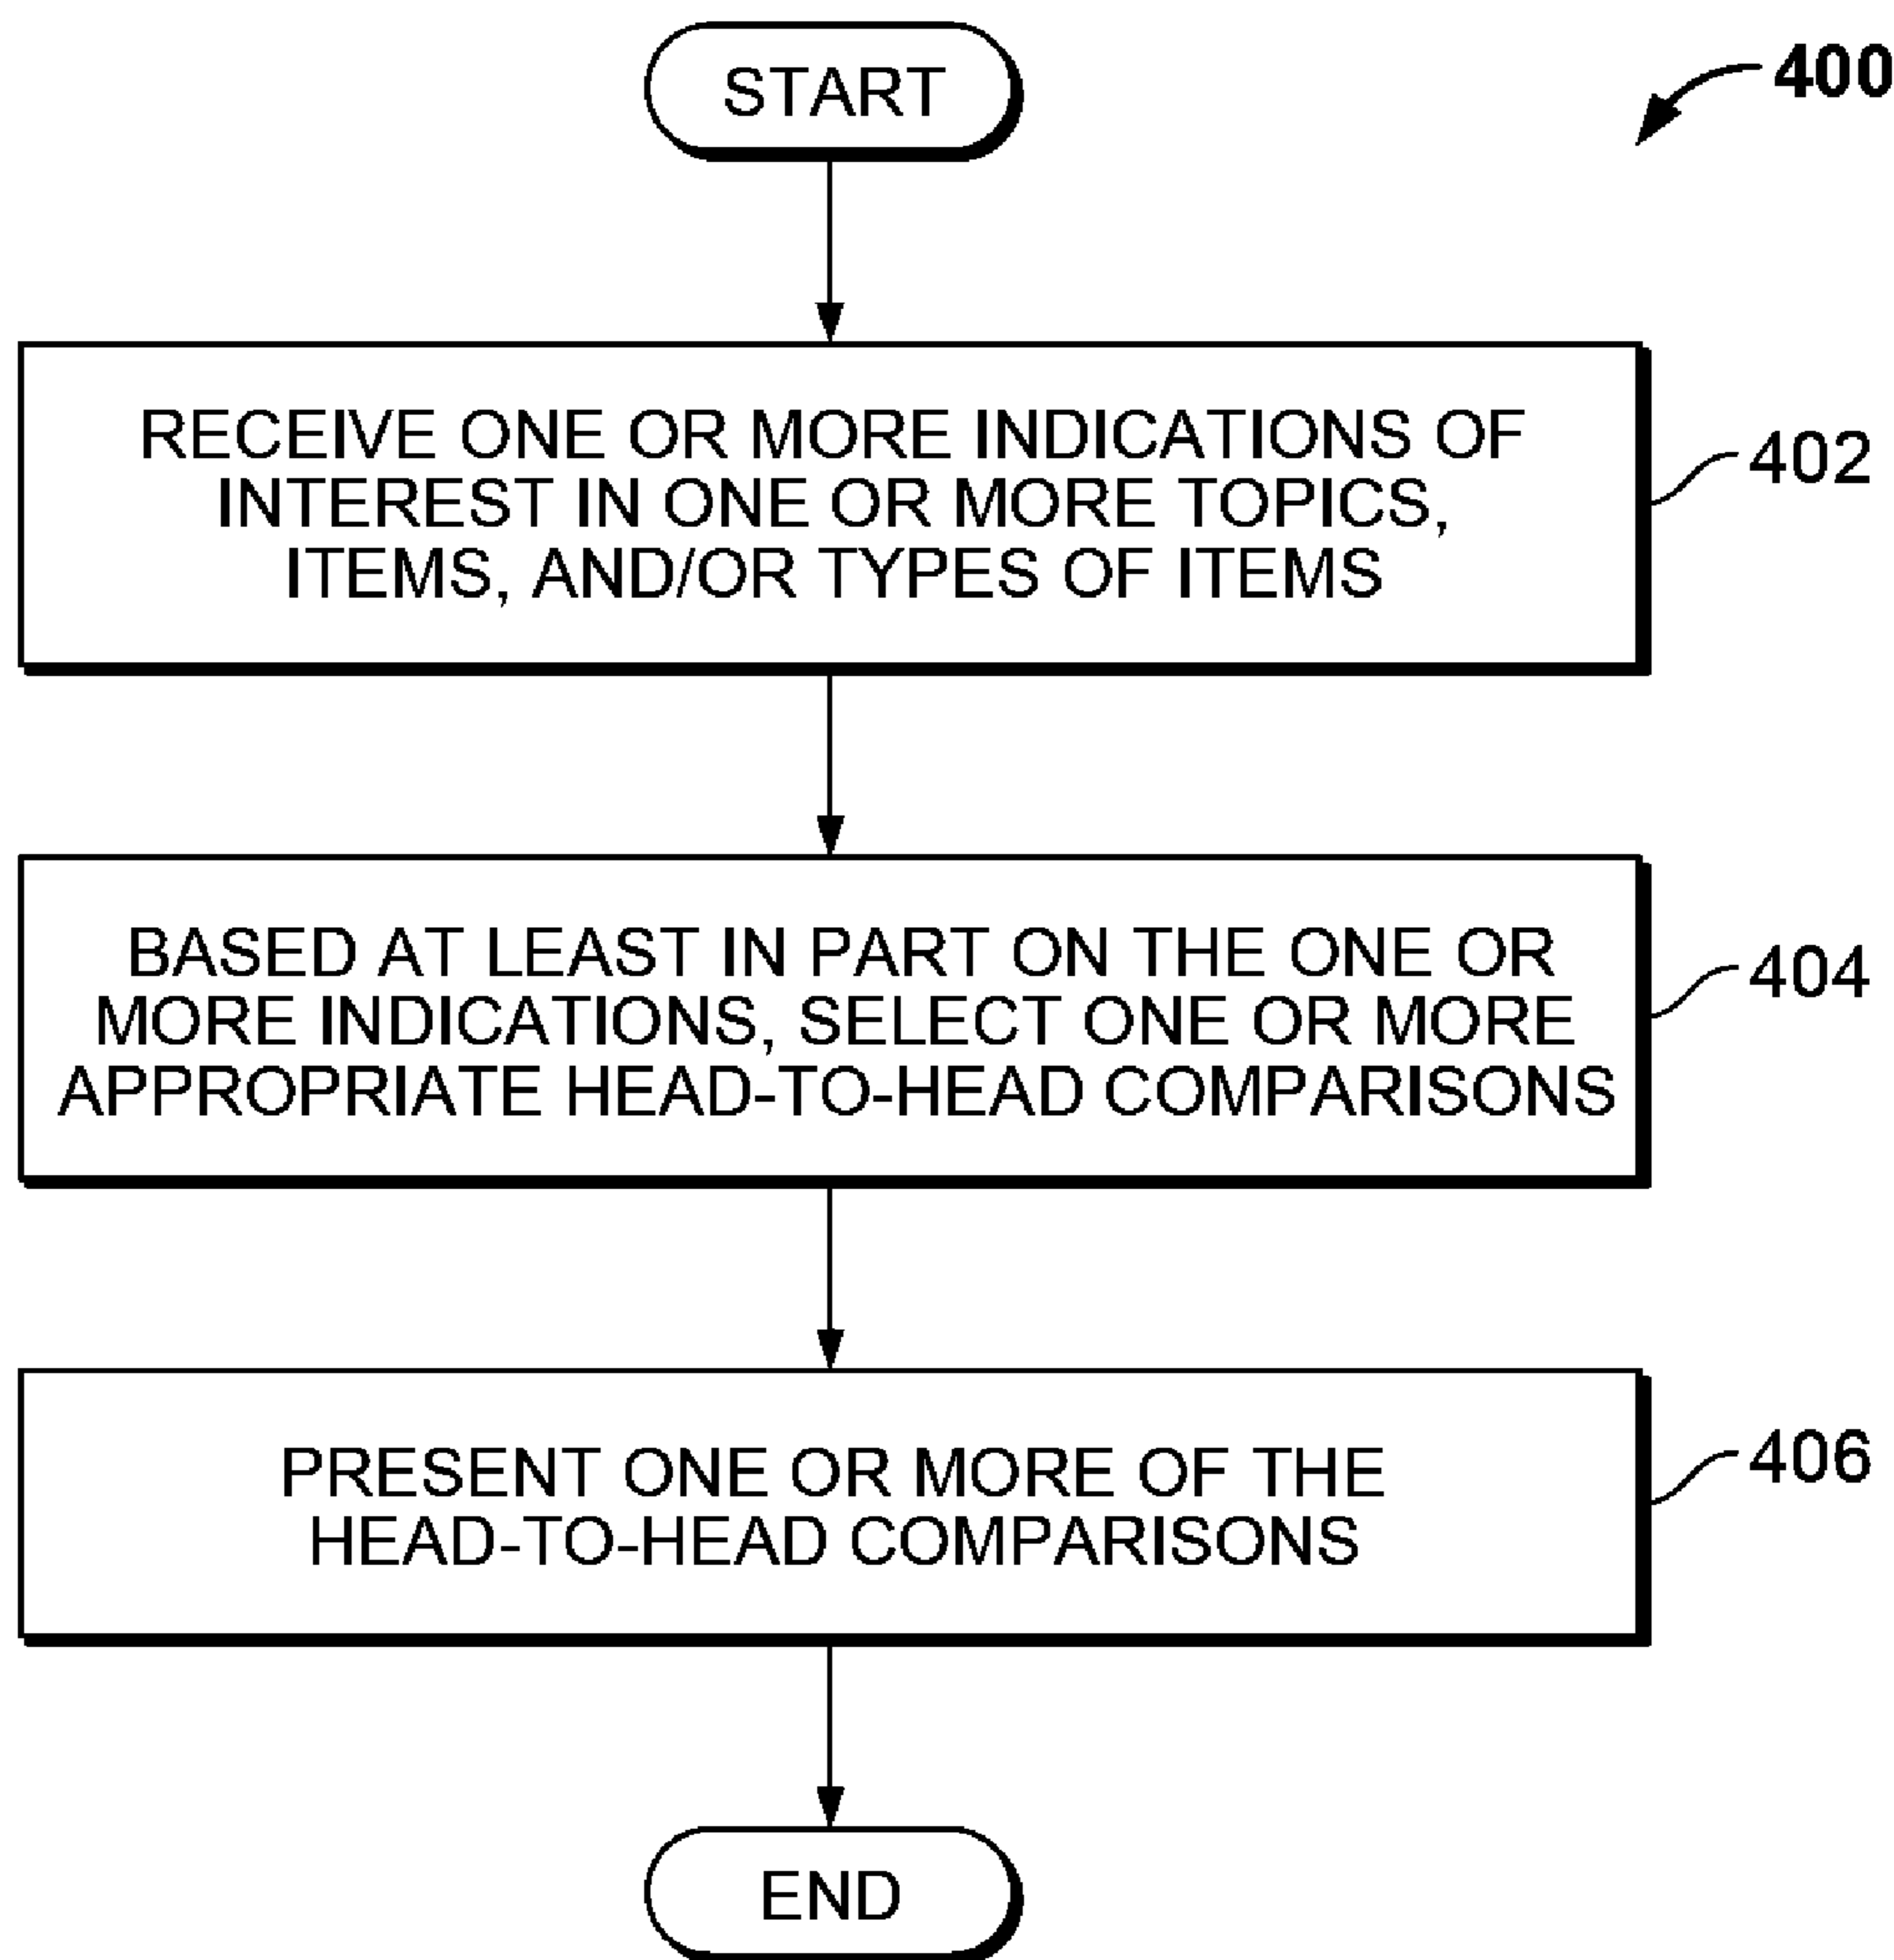 START
400
RECEIVE ONE OR MORE INDICATIONS OF
INTEREST IN ONE OR MORE TOPICS,
ITEMS, AND/OR TYPES OF ITEMS
402
BASED AT LEAST IN PART ON THE ONE OR
MORE INDICATIONS, SELECT ONE OR MORE
APPROPRIATE HEAD-TO-HEAD COMPARISONS
404
PRESENT ONE OR MORE OF THE
HEAD-TO-HEAD COMPARISONS
406
END